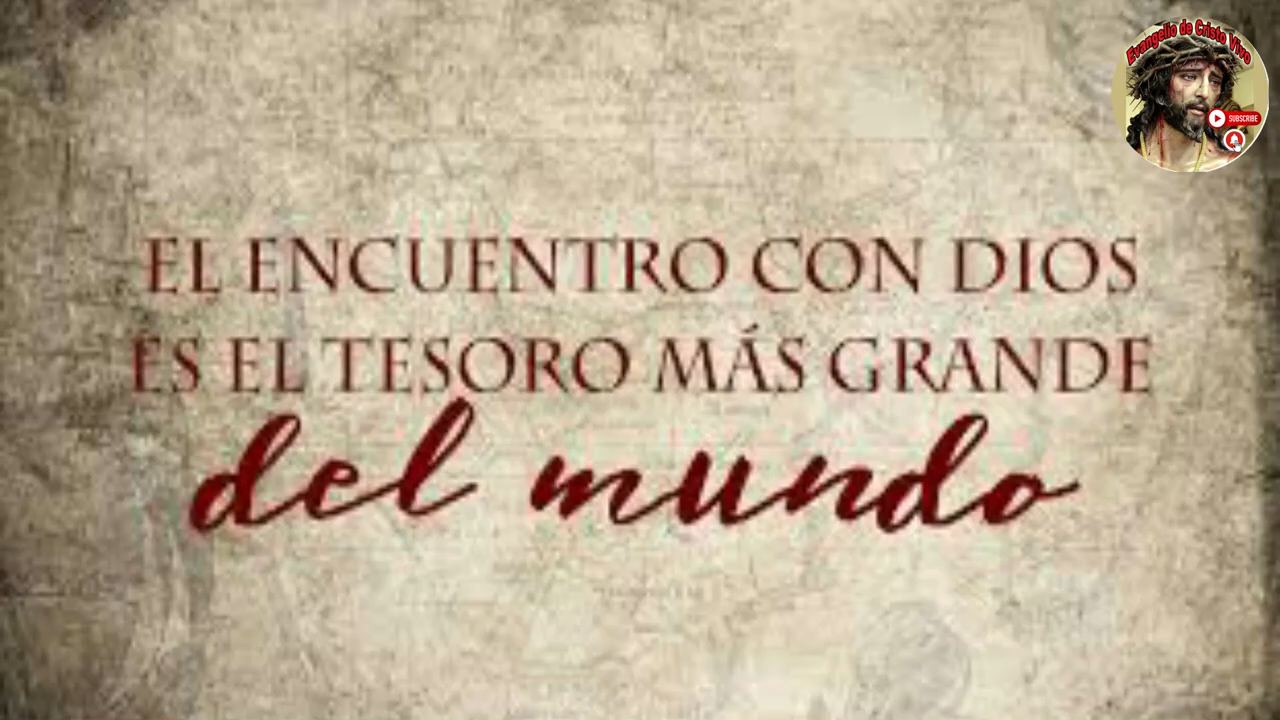 Evangelio de Cristo Vivo
SUBSCRIBE
EL ENCUENTRO CON DIOS
ES EL TESORO MÁS GRANDE
del mundo